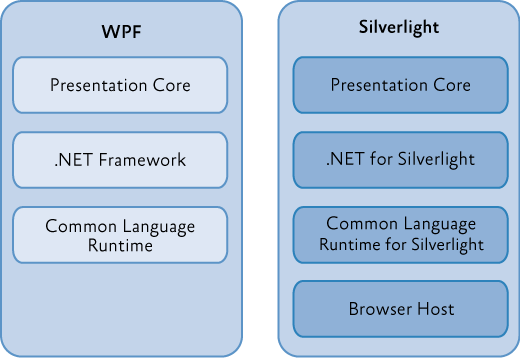 WPF
Presentation Core
.NET Framework
Common Language
Runtime
Silverlight
Presentation Core
.NET for Silverlight
Common Language
Runtime for Silverlight
Browser Host